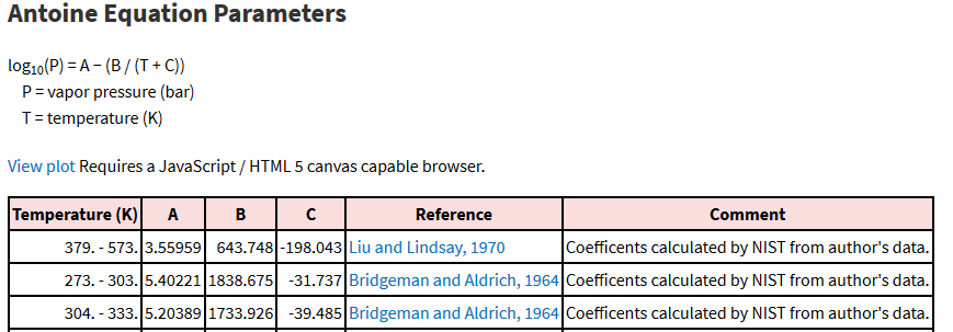 Antoine Equation Parameters
log10(P) = A − (B / (T + C))
P = vapor pressure (bar)
T = temperature (K)
View plot Requires a JavaScript / HTML 5 canvas capable browser.
Temperature (K) A B C Reference Comment
379. - 573. 3.55959 643.748 -198.043 Liu and Lindsay, 1970 Coefficents calculated by NIST from author's data.
273. - 303. 5.40221 1838.675 -31.737 Bridgeman and Aldrich, 1964 Coefficents calculated by NIST from author's data.
304. - 333. 5.20389 1733.926 -39.485 Bridgeman and Aldrich, 1964 Coefficents calculated by NIST from author's data.